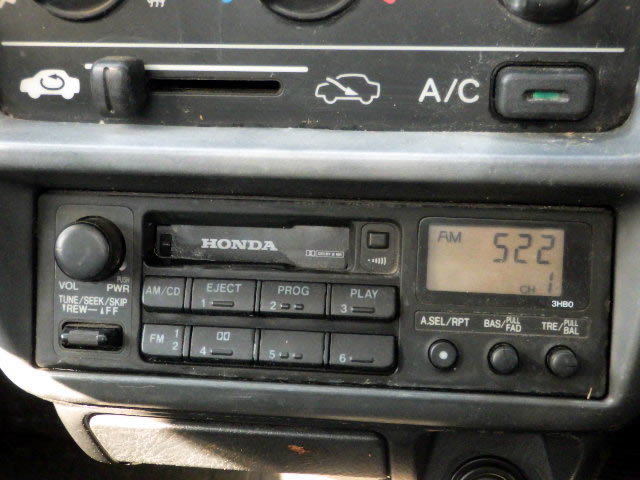 A/C
HONDA
AM 522
CH 1
3HB0
VOL
PUSH
PWR
TUNE/SEEK/SKIP
REW FF
AM/CD
EJECT
PROG
PLAY
1
2
3
FM 1
2
4
5
6
A.SEL/RPT
BAS/PULL FAD
TRE/PULL BAL